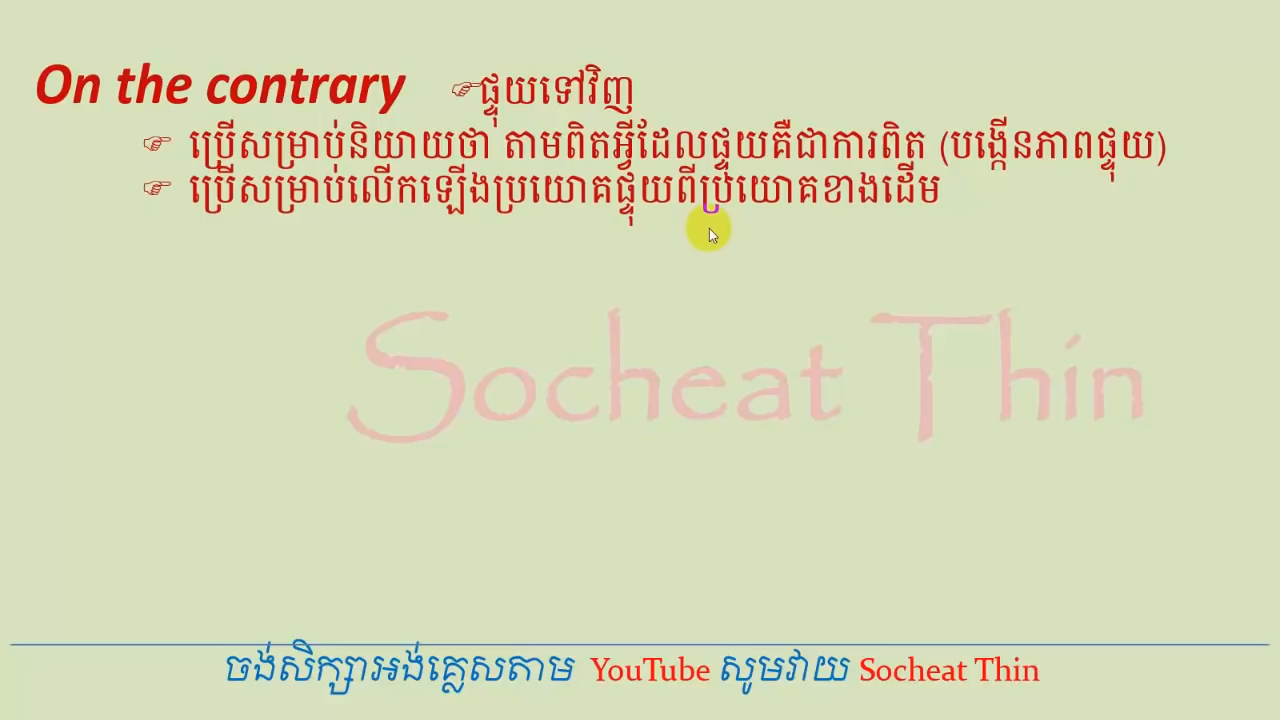 On the contrary ☞ផ្ទុយទៅវិញ
☞ ប្រើសម្រាប់និយាយថា តាមពិតអ្វីដែលផ្ទុយគឺជាការពិត (បង្កើនភាពផ្ទុយ)
☞ ប្រើសម្រាប់លើកឡើងប្រយោគផ្ទុយពីប្រយោគខាងដើម
Socheat Thin
ចង់សិក្សាអង់គ្លេសតាម YouTube សូមវាយ Socheat Thin